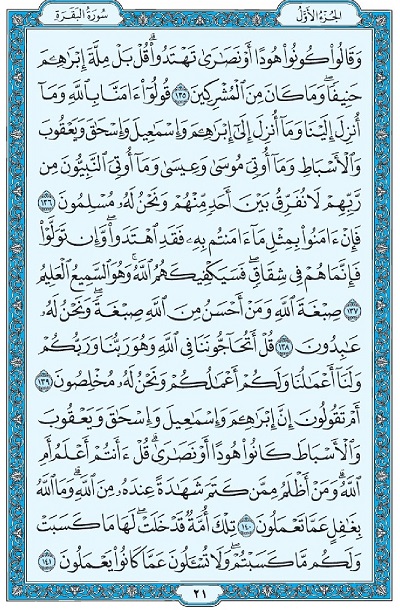 الجزء الأول
سورة البقرة
وَقَالُوا۟ كُونُوا۟ هُودًا أَوْ نَصَـٰرَىٰ تَهْتَدُوا۟ ۗ قُلْ بَلْ مِلَّةَ إِبْرَٰهِـۧمَ
حَنِيفًا ۖ وَمَا كَانَ مِنَ ٱلْمُشْرِكِينَ ١٣٥ قُولُوٓا۟ ءَامَنَّا بِٱللَّهِ وَمَآ
أُنزِلَ إِلَيْنَا وَمَآ أُنزِلَ إِلَىٰٓ إِبْرَٰهِـۧمَ وَإِسْمَـٰعِيلَ وَإِسْحَـٰقَ وَيَعْقُوبَ
وَٱلْأَسْبَاطِ وَمَآ أُوتِىَ مُوسَىٰ وَعِيسَىٰ وَمَآ أُوتِىَ ٱلنَّبِيُّونَ مِن
رَّبِّهِمْ لَا نُفَرِّقُ بَيْنَ أَحَدٍ مِّنْهُمْ وَنَحْنُ لَهُۥ مُسْلِمُونَ ١٣٦
فَإِنْ ءَامَنُوا۟ بِمِثْلِ مَآ ءَامَنتُم بِهِۦ فَقَدِ ٱهْتَدَوا۟ ۖ وَّإِن تَوَلَّوْا۟
فَإِنَّمَا هُمْ فِى شِقَاقٍ ۖ فَسَيَكْفِيكَهُمُ ٱللَّهُ ۚ وَهُوَ ٱلسَّمِيعُ ٱلْعَلِيمُ
١٣٧ صِبْغَةَ ٱللَّهِ ۖ وَمَنْ أَحْسَنُ مِنَ ٱللَّهِ صِبْغَةً ۖ وَنَحْنُ لَهُۥ
عَـٰبِدُونَ ١٣٨ قُلْ أَتُحَآجُّونَنَا فِى ٱللَّهِ وَهُوَ رَبُّنَا وَرَبُّكُمْ
وَلَنَآ أَعْمَـٰلُنَا وَلَكُمْ أَعْمَـٰلُكُمْ وَنَحْنُ لَهُۥ مُخْلِصُونَ ١٣٩
أَمْ تَقُولُونَ إِنَّ إِبْرَٰهِـۧمَ وَإِسْمَـٰعِيلَ وَإِسْحَـٰقَ وَيَعْقُوبَ
وَٱلْأَسْبَاطَ كَانُوا۟ هُودًا أَوْ نَصَـٰرَىٰ ۗ قُلْ ءَأَنتُمْ أَعْلَمُ أَمِ
ٱللَّهُ ۗ وَمَنْ أَظْلَمُ مِمَّن كَتَمَ شَهَـٰدَةً عِندَهُۥ مِنَ ٱللَّهِ ۗ وَمَا ٱللَّهُ
بِغَـٰفِلٍ عَمَّا تَعْمَلُونَ ١٤٠ تِلْكَ أُمَّةٌ قَدْ خَلَتْ ۖ لَهَا مَا كَسَبَتْ
وَلَكُم مَّا كَسَبْتُمْ ۖ وَلَا تُسْـَٔلُونَ عَمَّا كَانُوا۟ يَعْمَلُونَ ١٤١
٢١